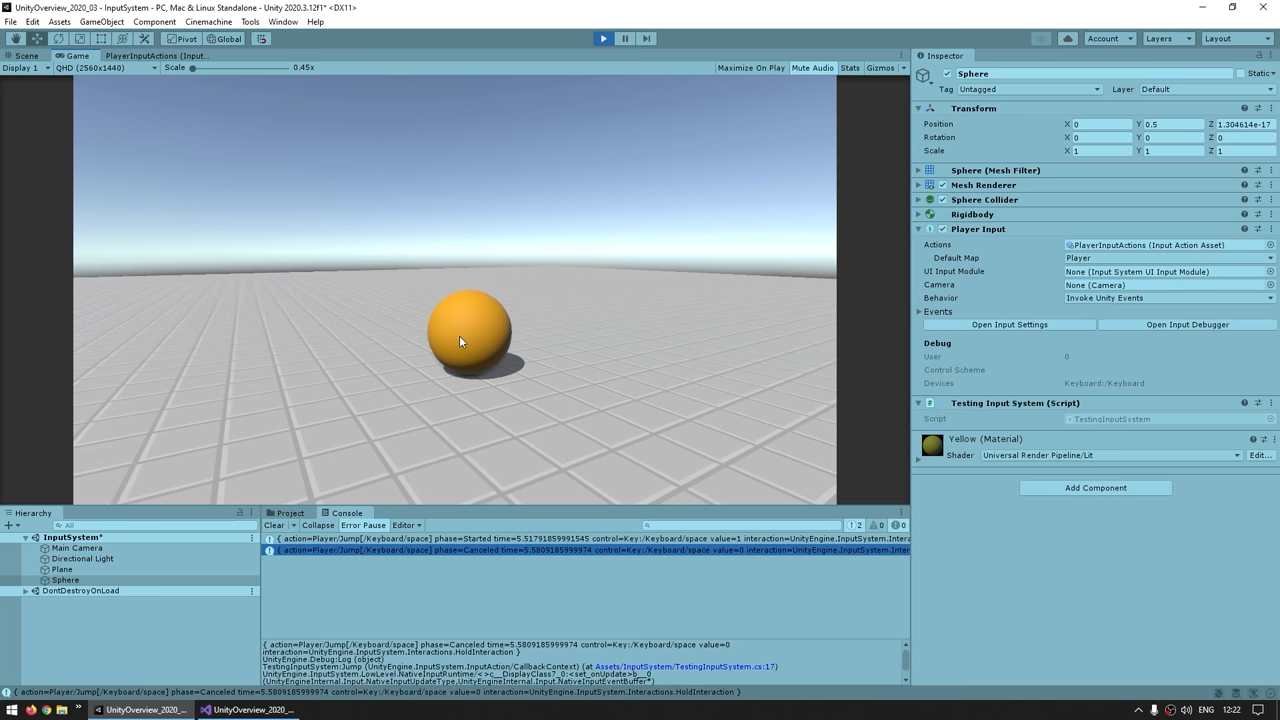 UnityOverview_2020_03 - InputSystem - PC, Mac & Linux Standalone - Unity 2020.3.12f1* <DX11>
File Edit Assets GameObject Component Cinemachine Tools Window Help
Pivot Global Account Layers Layout
Scene Game PlayerInputActions (Input... Inspector
Display 1 QHD (2560x1440) Scale 0.45x Maximize On Play Mute Audio Stats Gizmos
Sphere Static
Tag Untagged Layer Default
Transform
Position X 0 Y 0.5 Z 1.304614e-17
Rotation X 0 Y 0 Z 0
Scale X 1 Y 1 Z 1
Sphere (Mesh Filter)
Mesh Renderer
Sphere Collider
Rigidbody
Player Input
Actions PlayerInputActions (Input Action Asset)
Default Map Player
UI Input Module None (Input System UI Input Module)
Camera None (Camera)
Behavior Invoke Unity Events
Events
Open Input Settings Open Input Debugger
Debug
User 0
Control Scheme
Devices Keyboard:/Keyboard
Testing Input System (Script)
Script TestingInputSystem
Yellow (Material)
Shader Universal Render Pipeline/Lit Edit...
Add Component
Hierarchy
All
InputSystem*
Main Camera
Directional Light
Plane
Sphere
DontDestroyOnLoad
Project Console
Clear Collapse Error Pause Editor 2 0 0
{ action=Player/Jump[/Keyboard/space] phase=Started time=5.51791859991545 control=Key:/Keyboard/space value=1 interaction=UnityEngine.InputSystem.Intera
{ action=Player/Jump[/Keyboard/space] phase=Canceled time=5.5809185999974 control=Key:/Keyboard/space value=0 interaction=UnityEngine.InputSystem.Inter
{ action=Player/Jump[/Keyboard/space] phase=Canceled time=5.5809185999974 control=Key:/Keyboard/space value=0
interaction=UnityEngine.InputSystem.Interactions.HoldInteraction }
UnityEngine.Debug:Log (object)
TestingInputSystem:Jump (UnityEngine.InputSystem.InputAction/CallbackContext) (at Assets/InputSystem/TestingInputSystem.cs:17)
UnityEngine.InputSystem.LowLevel.NativeInputRuntime/<>c__DisplayClass7_0:<set_onUpdate>b__0
(UnityEngineInternal.Input.NativeInputUpdateType,UnityEngineInternal.Input.NativeInputEventBuffer*)
{ action=Player/Jump[/Keyboard/space] phase=Canceled time=5.5809185999974 control=Key:/Keyboard/space value=0 interaction=UnityEngine.InputSystem.Interactions.HoldInteraction }
UnityOverview_2020_... UnityOverview_2020_... ENG 12:22